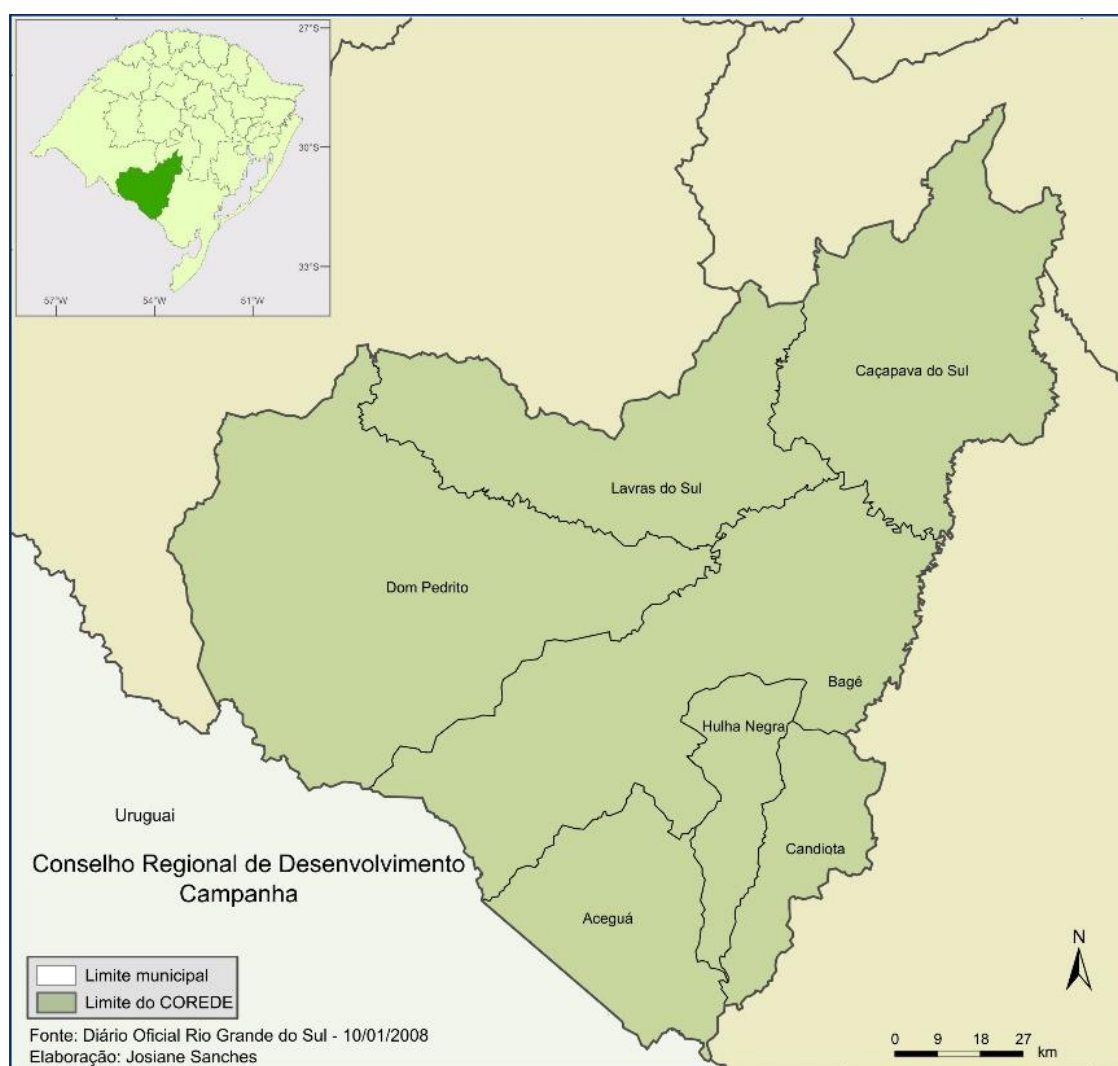 27°S
30°S
33°S
57°W 54°W 51°W
Caçapava do Sul
Lavras do Sul
Dom Pedrito
Bagé
Hulha Negra
Uruguai
Candiota
Conselho Regional de Desenvolvimento
Campanha
Aceguá
N
Limite municipal
Limite do COREDE
Fonte: Diário Oficial Rio Grande do Sul - 10/01/2008
Elaboração: Josiane Sanches
0 9 18 27
km